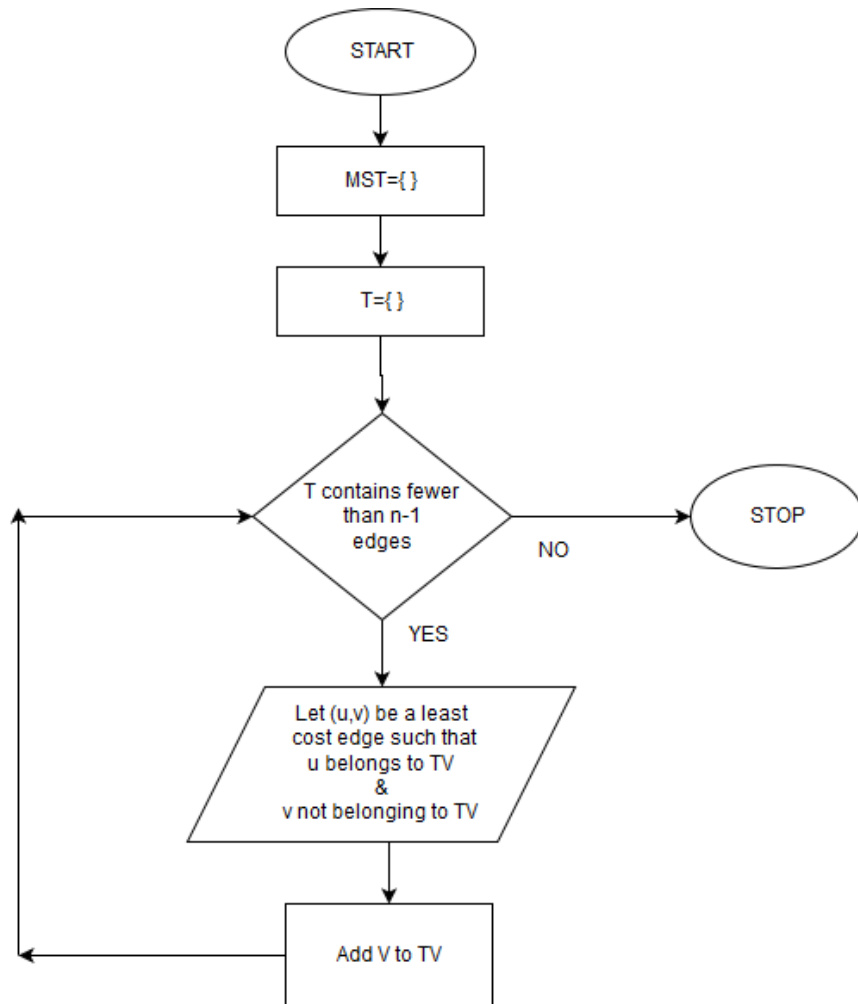 START
MST={ }
T={ }
T contains fewer
than n-1
edges
NO
STOP
YES
Let (u,v) be a least
cost edge such that
u belongs to TV
&
v not belonging to TV
Add V to TV